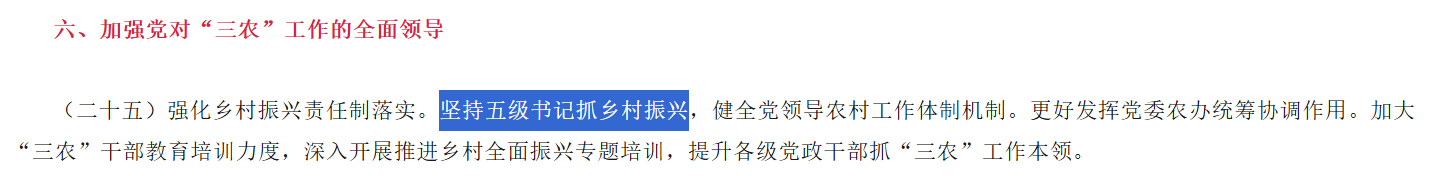 六、加强党对“三农”工作的全面领导
（二十五）强化乡村振兴责任制落实。坚持五级书记抓乡村振兴，健全党领导农村工作体制机制。更好发挥党委农办统筹协调作用。加大
“三农”干部教育培训力度，深入开展推进乡村全面振兴专题培训，提升各级党政干部抓“三农”工作本领。